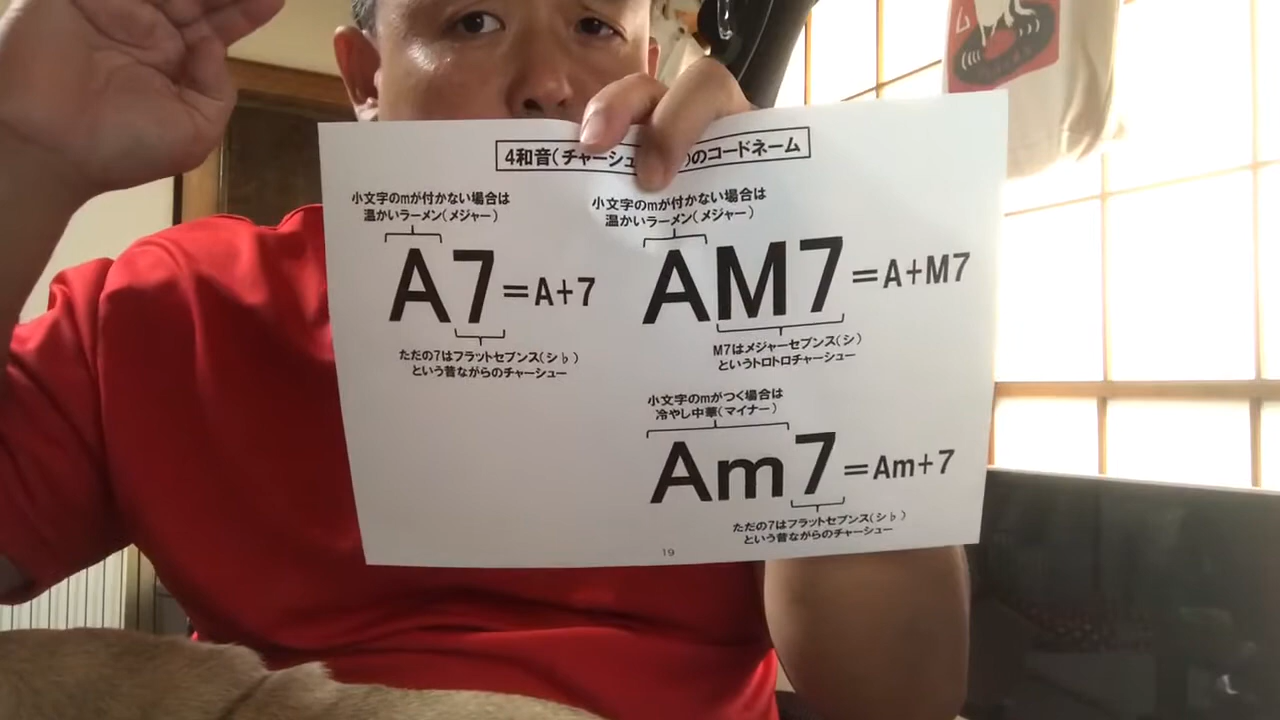 4和音(チャーシュ のコードネーム
小文字のmが付かない場合は
温かいラーメン(メジャー)
A7=A+7
ただの7はフラットセブンス(シ♭)
という昔ながらのチャーシュー
小文字のmが付かない場合は
温かいラーメン(メジャー)
AM7=A+M7
M7はメジャーセブンス(シ)
というトロトロチャーシュー
小文字のmがつく場合は
冷やし中華(マイナー)
Am7=Am+7
ただの7はフラットセブンス(シ♭)
という昔ながらのチャーシュー
19